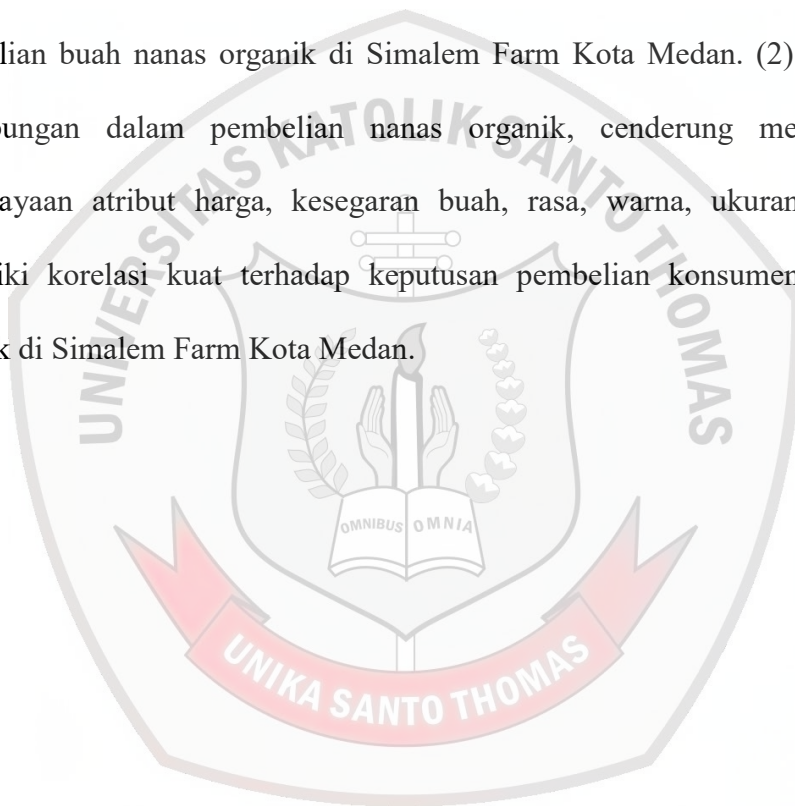 lian buah nanas organik di Simalem Farm Kota Medan. (2)
ungan dalam pembelian nanas organik, cenderung me
ayaan atribut harga, kesegaran buah, rasa, warna, ukuran
iki korelasi kuat terhadap keputusan pembelian konsumen
k di Simalem Farm Kota Medan.
UNIVERSITAS KATOLIK SANTO THOMAS
OMNIBUS OMNIA
UNIKA SANTO THOMAS